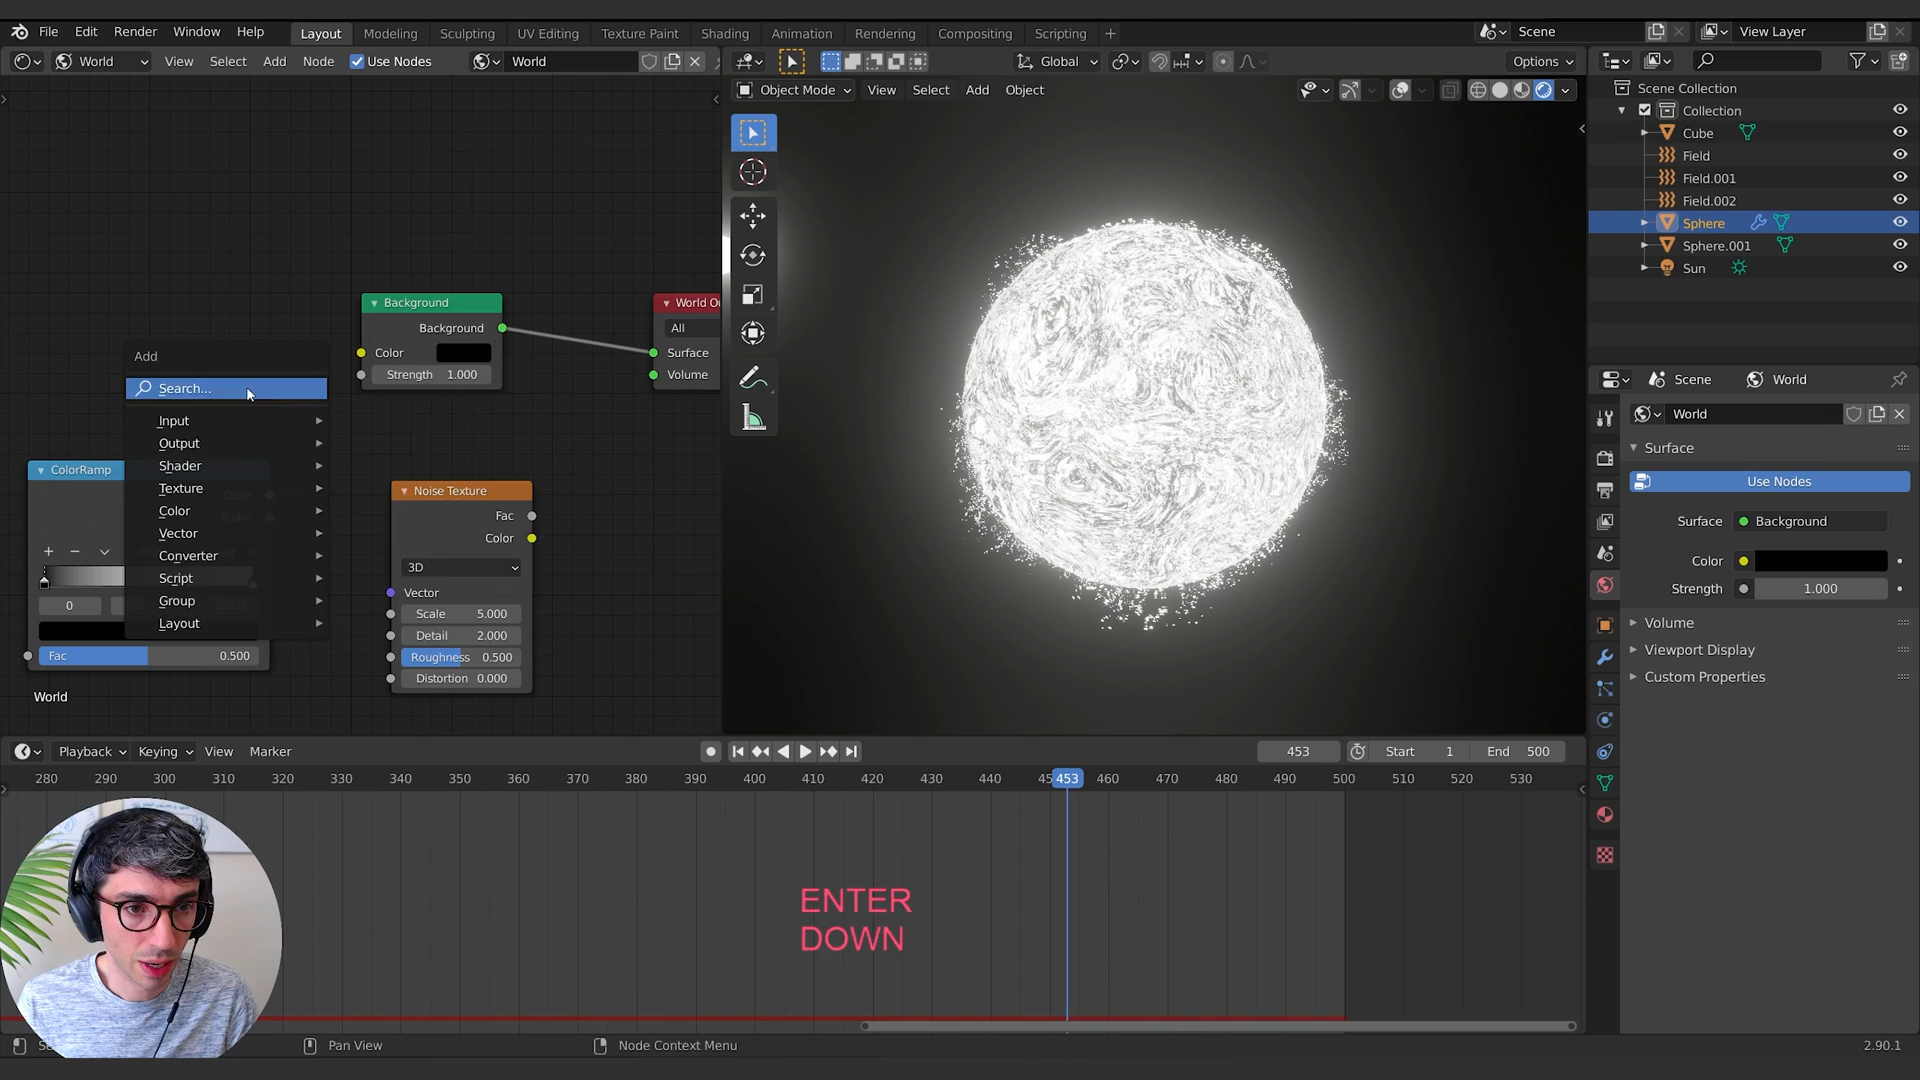 File Edit Render Window Help Layout Modeling Sculpting UV Editing Texture Paint Shading Animation Rendering Compositing Scripting + Scene View Layer
World View Select Add Node Use Nodes World Global Options
Object Mode View Select Add Object
Scene Collection
Collection
Cube
Field
Field.001
Field.002
Sphere
Sphere.001
Sun
Background
Background
Color
Strength 1.000
World
All
Surface
Volume
Add
Search...
Input
Output
Shader
Texture
Color
Vector
Converter
Script
Group
Layout
ColorRamp
0
Fac 0.500
World
Noise Texture
Fac
Color
3D
Vector
Scale 5.000
Detail 2.000
Roughness 0.500
Distortion 0.000
Scene World
World
Surface
Use Nodes
Surface Background
Color
Strength 1.000
Volume
Viewport Display
Custom Properties
Playback Keying View Marker 453 Start 1 End 500
280 290 300 310 320 330 340 350 360 370 380 390 400 410 420 430 440 453 460 470 480 490 500 510 520 530
ENTER
DOWN
Pan View Node Context Menu 2.90.1